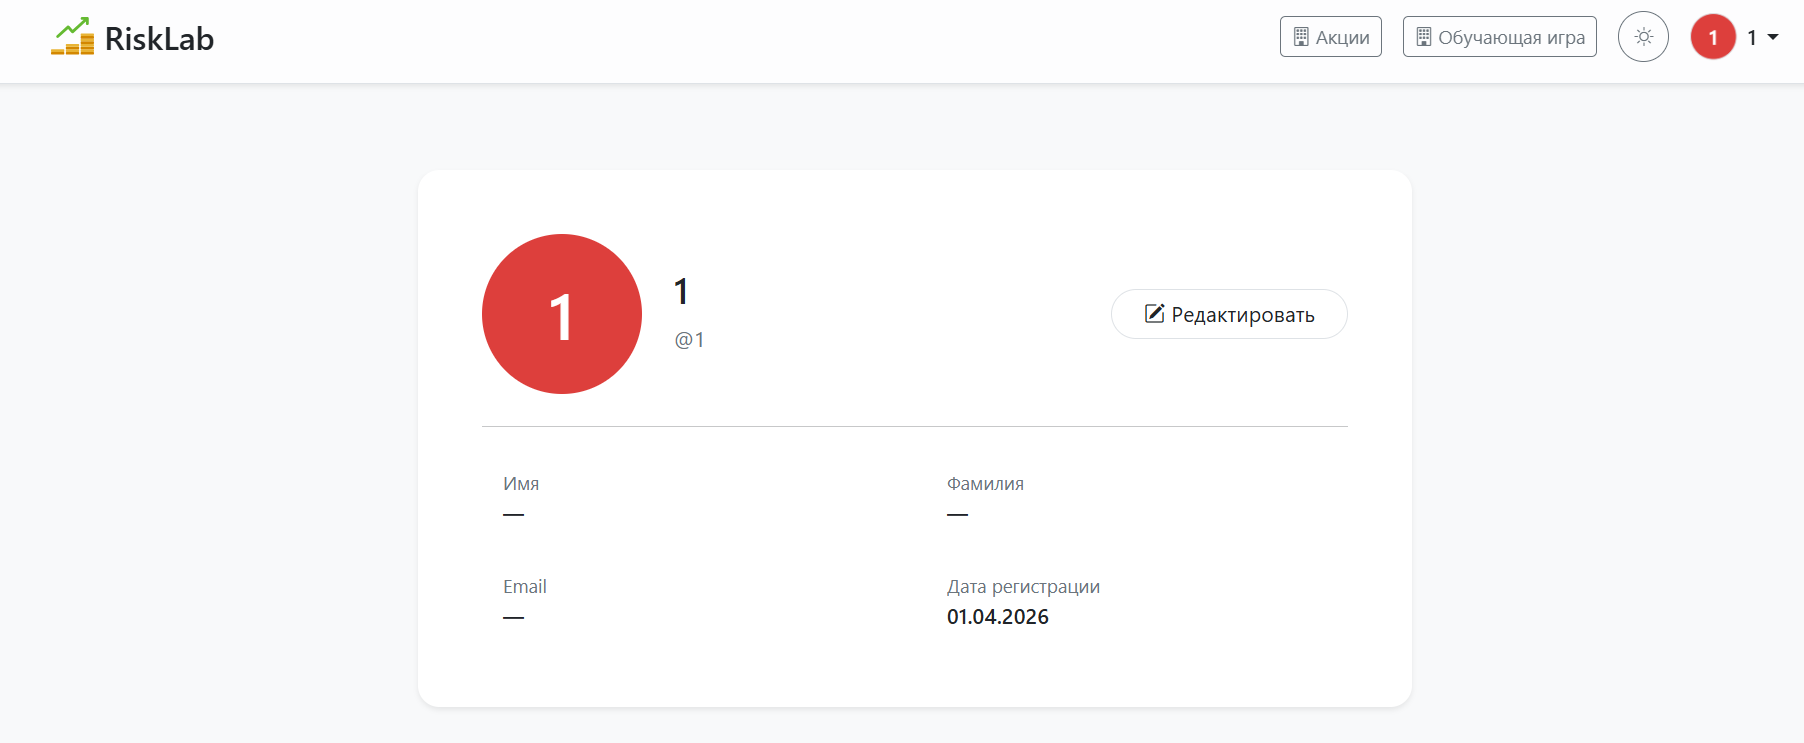 RiskLab
Акции
Обучающая игра
1
1
1
1
@1
Редактировать
Имя
—
Фамилия
—
Email
—
Дата регистрации
01.04.2026